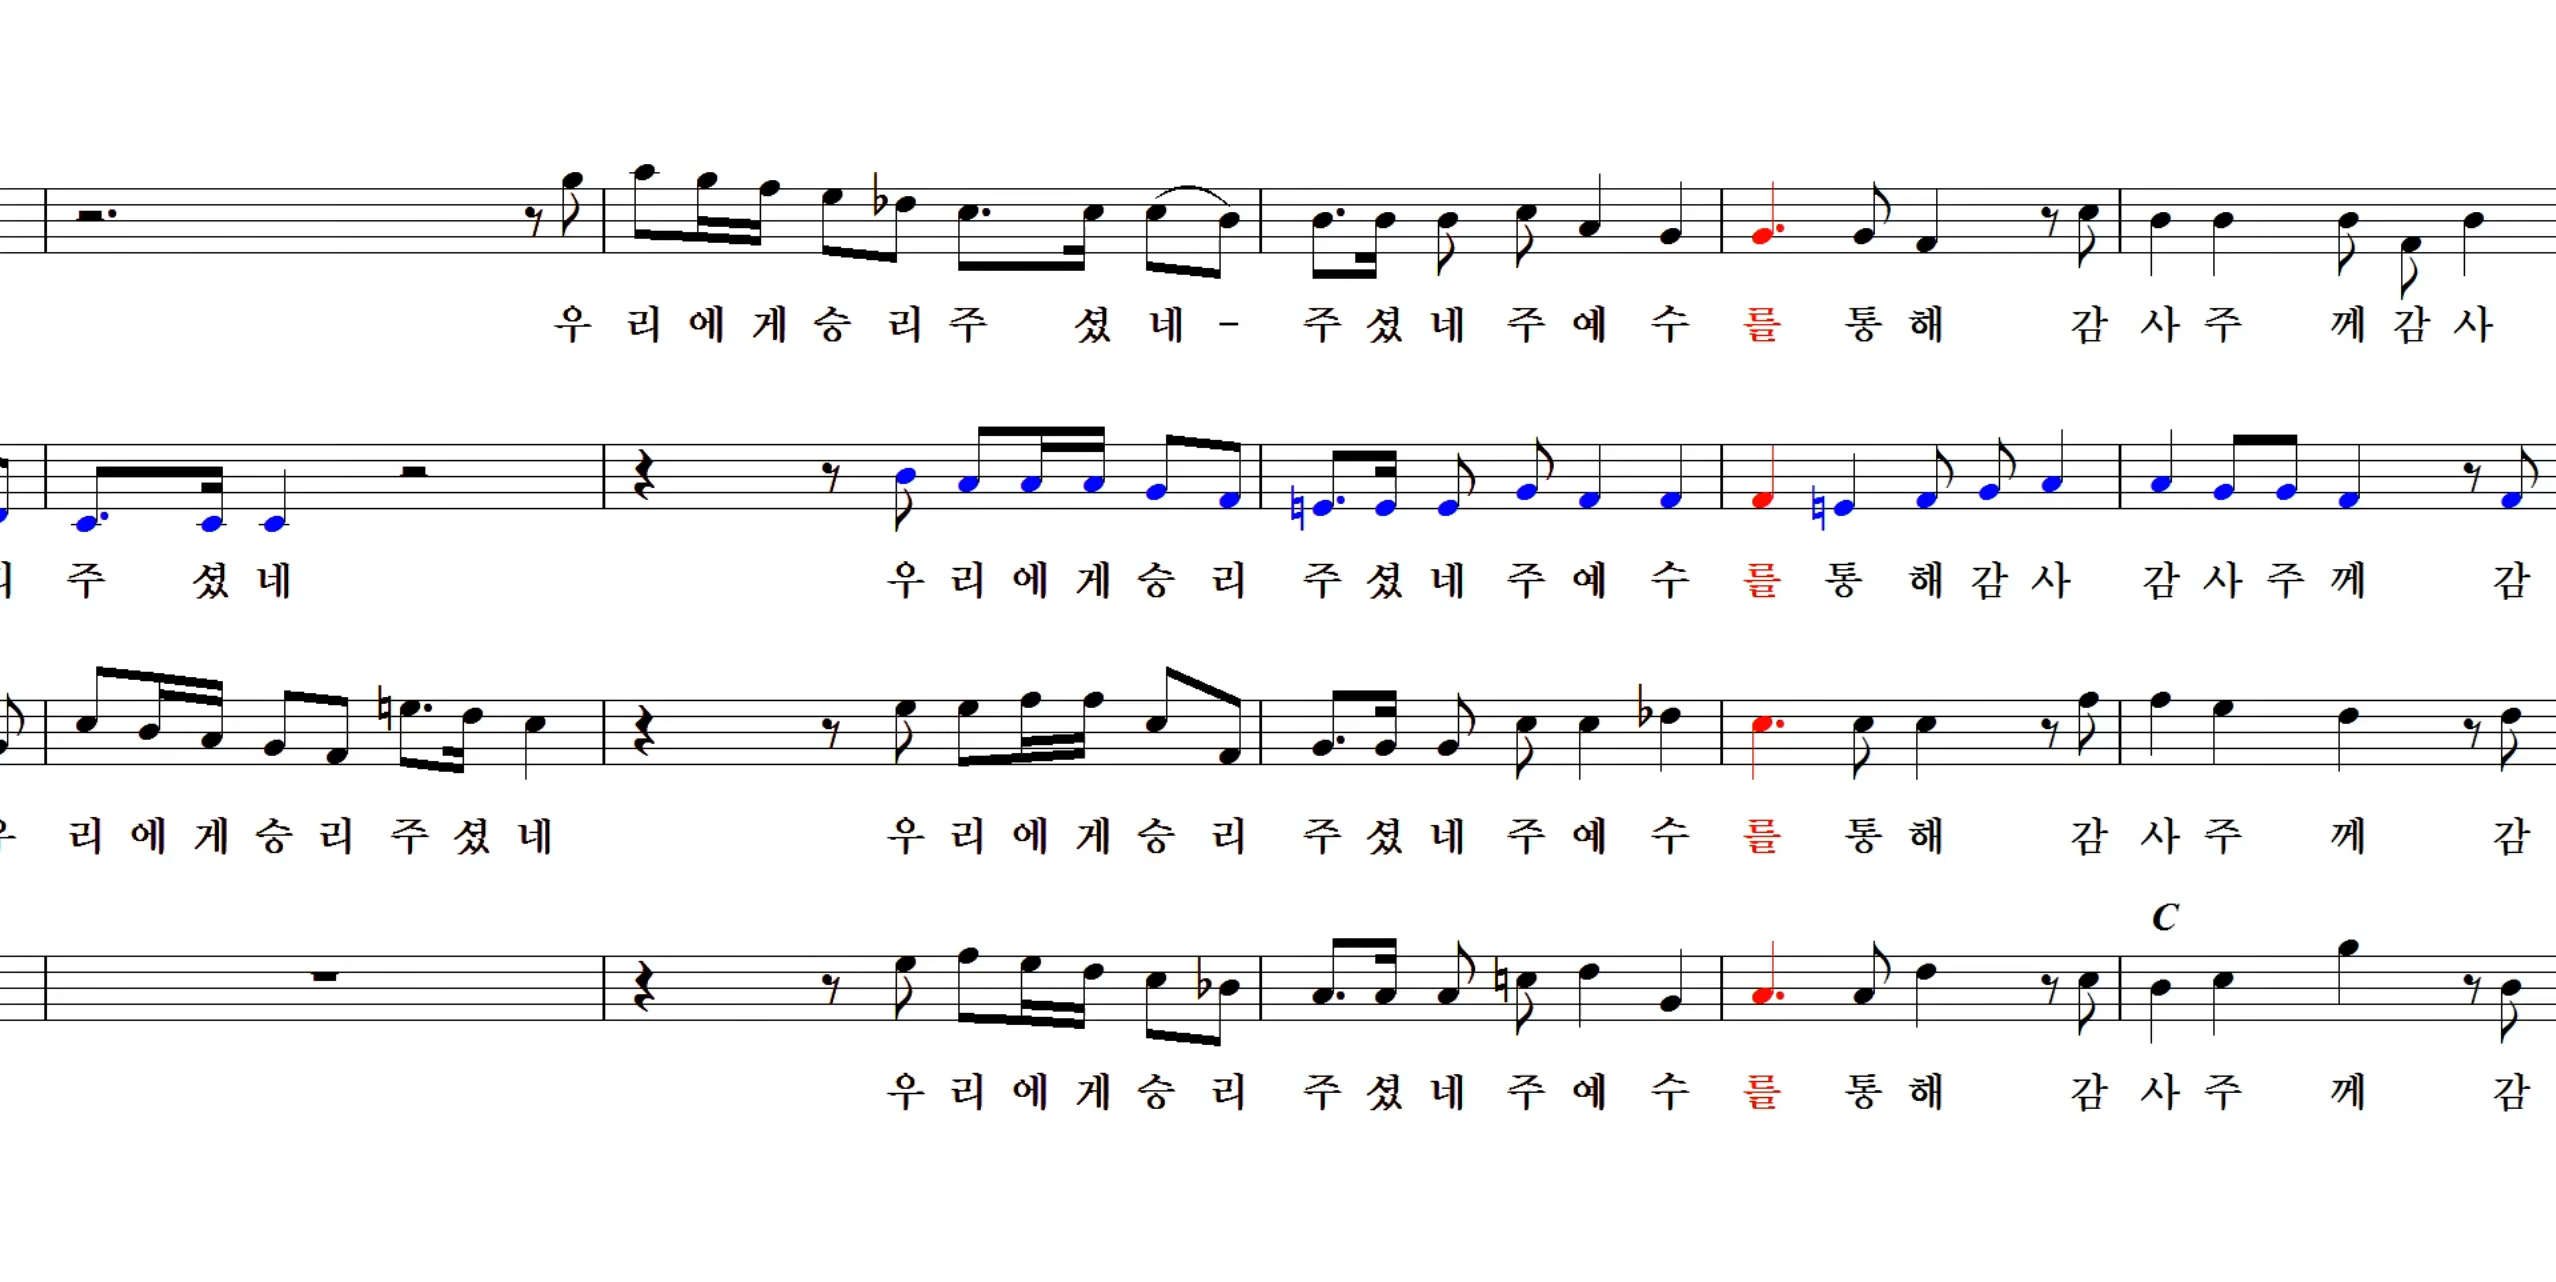 우 리 에 게 승 리 주 셨 네 - 주 셨 네 주 예 수 를 통 해 감 사 주 께 감 사
주 셨 네 우 리 에 게 승 리 주 셨 네 주 예 수 를 통 해 감 사 감 사 주 께 감
리 에 게 승 리 주 셨 네 우 리 에 게 승 리 주 셨 네 주 예 수 를 통 해 감 사 주 께 감
C
우 리 에 게 승 리 주 셨 네 주 예 수 를 통 해 감 사 주 께 감